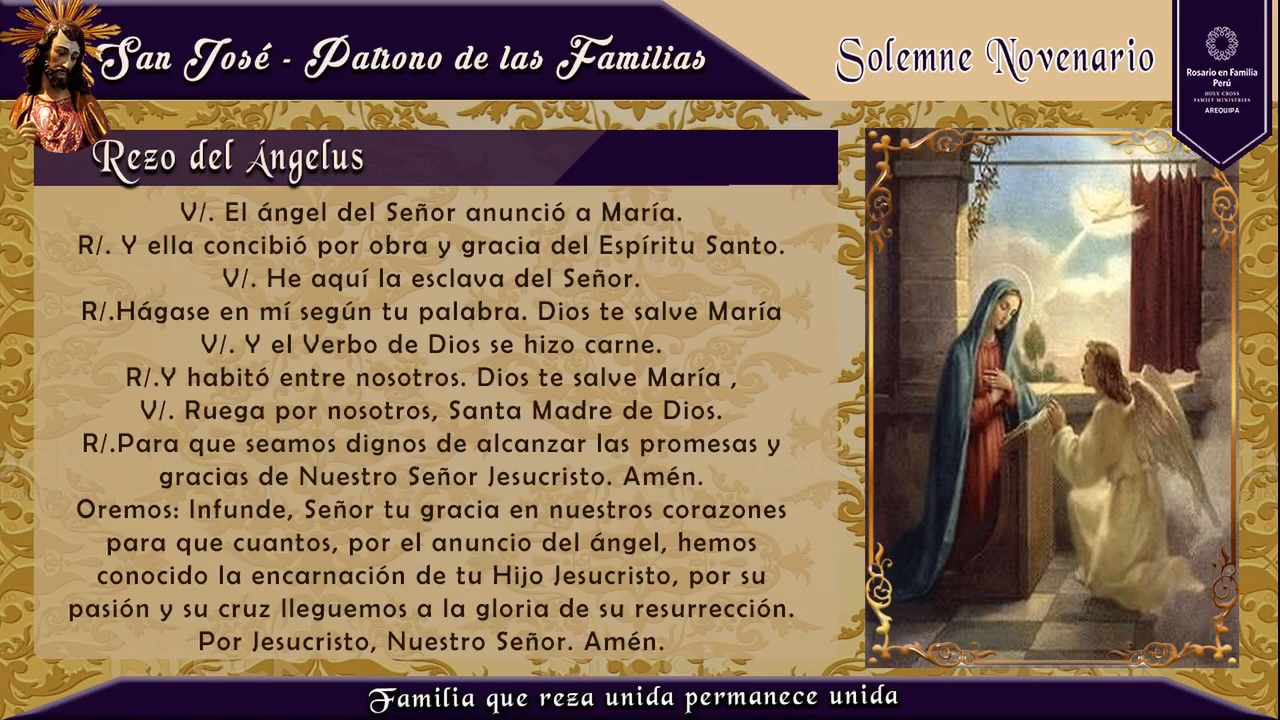 San José - Patrono de las Familias
Solemne Novenario
Rosario en Familia
Perú
HOLY CROSS
FAMILY MINISTRIES
AREQUIPA
Rezo del Ángelus
V/. El ángel del Señor anunció a María.
R/. Y ella concibió por obra y gracia del Espíritu Santo.
V/. He aquí la esclava del Señor.
R/.Hágase en mí según tu palabra. Dios te salve María
V/. Y el Verbo de Dios se hizo carne.
R/.Y habitó entre nosotros. Dios te salve María ,
V/. Ruega por nosotros, Santa Madre de Dios.
R/.Para que seamos dignos de alcanzar las promesas y
gracias de Nuestro Señor Jesucristo. Amén.
Oremos: Infunde, Señor tu gracia en nuestros corazones
para que cuantos, por el anuncio del ángel, hemos
conocido la encarnación de tu Hijo Jesucristo, por su
pasión y su cruz lleguemos a la gloria de su resurrección.
Por Jesucristo, Nuestro Señor. Amén.
Familia que reza unida permanece unida